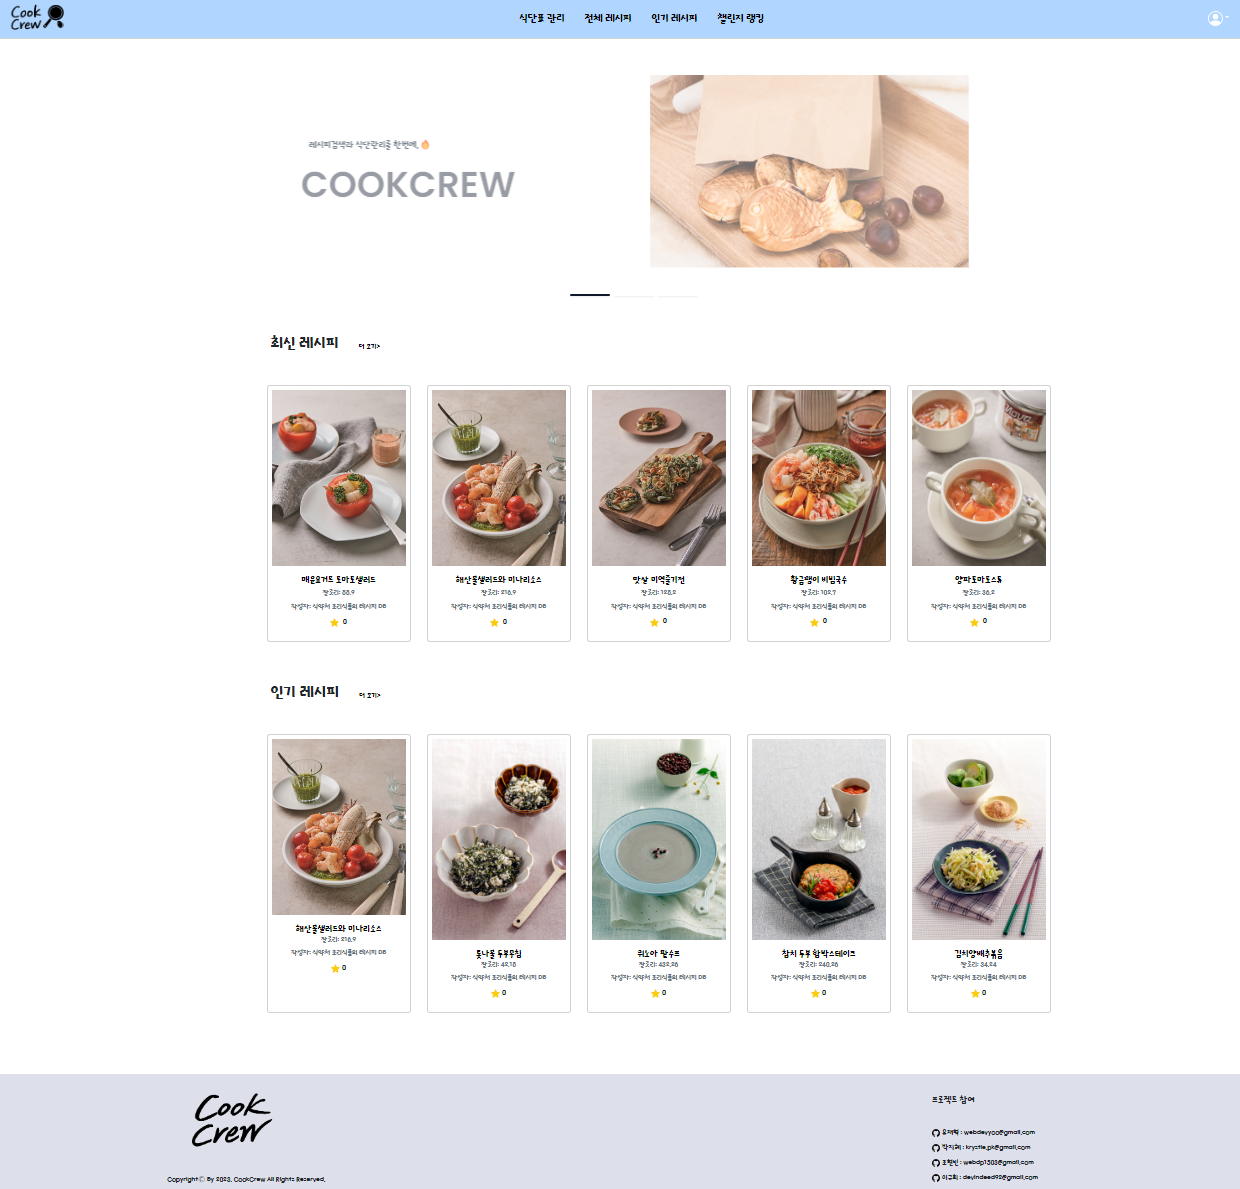 Cook Crew
식단표 관리 전체 레시피 인기 레시피 챌린지 랭킹
레시피검색과 식단관리를 한번에,
COOKCREW
최신 레시피 더 보기>
매운요거트 토마토샐러드
칼로리: 55.9
작성자: 식약처 조리식품의 레시피 DB
0
해산물샐러드와 미나리소스
칼로리: 215.9
작성자: 식약처 조리식품의 레시피 DB
0
맛살 미역줄기전
칼로리: 125.2
작성자: 식약처 조리식품의 레시피 DB
0
황금팽이 비빔국수
칼로리: 102.7
작성자: 식약처 조리식품의 레시피 DB
0
양파토마토스튜
칼로리: 35.2
작성자: 식약처 조리식품의 레시피 DB
0
인기 레시피 더 보기>
해산물샐러드와 미나리소스
칼로리: 215.9
작성자: 식약처 조리식품의 레시피 DB
0
톳나물 두부무침
칼로리: 42.18
작성자: 식약처 조리식품의 레시피 DB
0
퀴노아 팥수프
칼로리: 432.26
작성자: 식약처 조리식품의 레시피 DB
0
참치 두부 함박스테이크
칼로리: 240.26
작성자: 식약처 조리식품의 레시피 DB
0
김치양배추볶음
칼로리: 34.24
작성자: 식약처 조리식품의 레시피 DB
0
Cook Crew
Copyright © By 2023. CookCrew All Rights Reserved.
프로젝트 참여
: webdevyoo@gmail.com
박지혜 : krystle.pk@gmail.com
조현빈 : webdp1303@gmail.com
: devindeed92@gmail.com